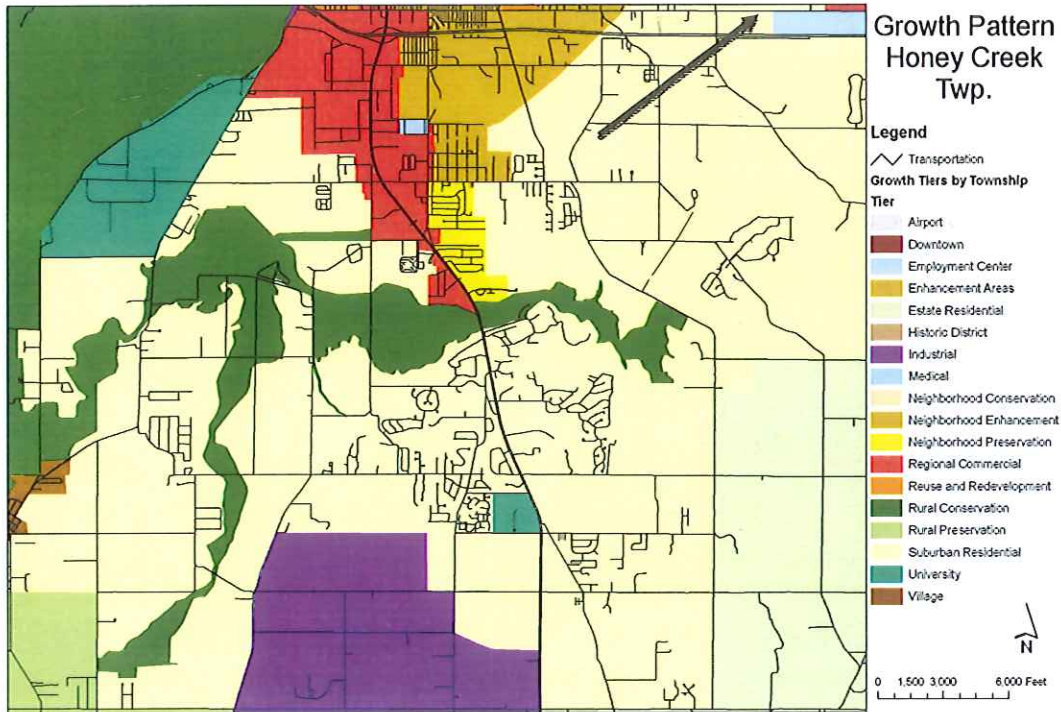 Growth Pattern
Honey Creek
Twp.
Legend
Transportation
Growth Tiers by Township
Tier
Airport
Downtown
Employment Center
Enhancement Areas
Estate Residential
Historic District
Industrial
Medical
Neighborhood Conservation
Neighborhood Enhancement
Neighborhood Preservation
Regional Commercial
Reuse and Redevelopment
Rural Conservation
Rural Preservation
Suburban Residential
University
Village
N
0 1,500 3,000 6,000 Feet